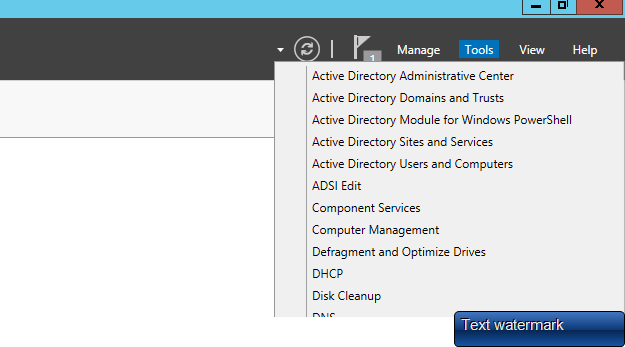 1
Manage Tools View Help
Active Directory Administrative Center
Active Directory Domains and Trusts
Active Directory Module for Windows PowerShell
Active Directory Sites and Services
Active Directory Users and Computers
ADSI Edit
Component Services
Computer Management
Defragment and Optimize Drives
DHCP
Disk Cleanup
DNS
Text watermark